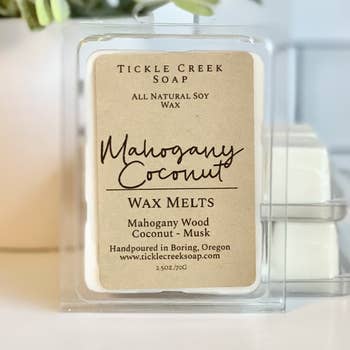 Tickle Creek
Soap
All Natural Soy
Wax
Mahogany
Coconut
Wax Melts
Mahogany Wood
Coconut - Musk
Handpoured in Boring, Oregon
www.ticklecreeksoap.com
2.5oz/70G